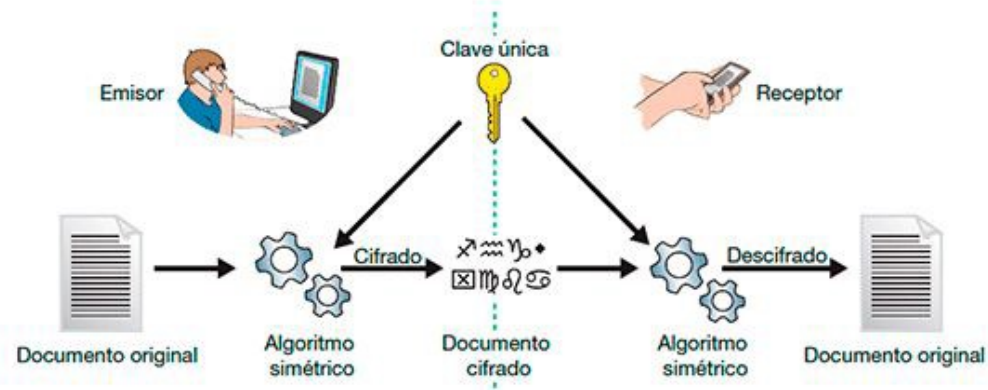 Clave única
Emisor
Receptor
Cifrado
Descifrado
Documento original
Algoritmo
simétrico
Documento
cifrado
Algoritmo
simétrico
Documento original